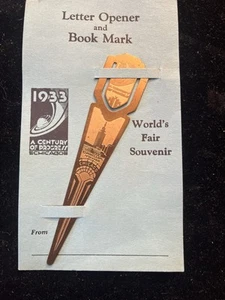 Letter Opener
and
Book Mark
1933
A CENTURY
OF PROGRESS
CHICAGO
World's
Fair
Souvenir
From